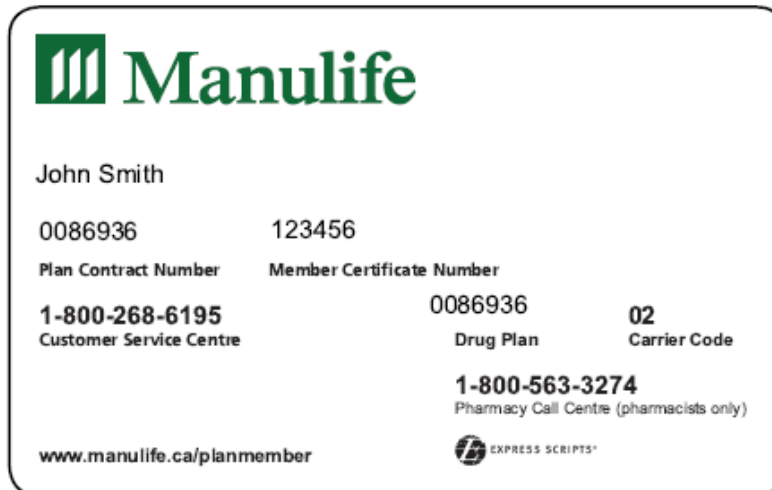 Manulife
John Smith
0086936 123456
Plan Contract Number Member Certificate Number
1-800-268-6195
Customer Service Centre
0086936 02
Drug Plan Carrier Code
1-800-563-3274
Pharmacy Call Centre (pharmacists only)
www.manulife.ca/planmember
EXPRESS SCRIPTS®